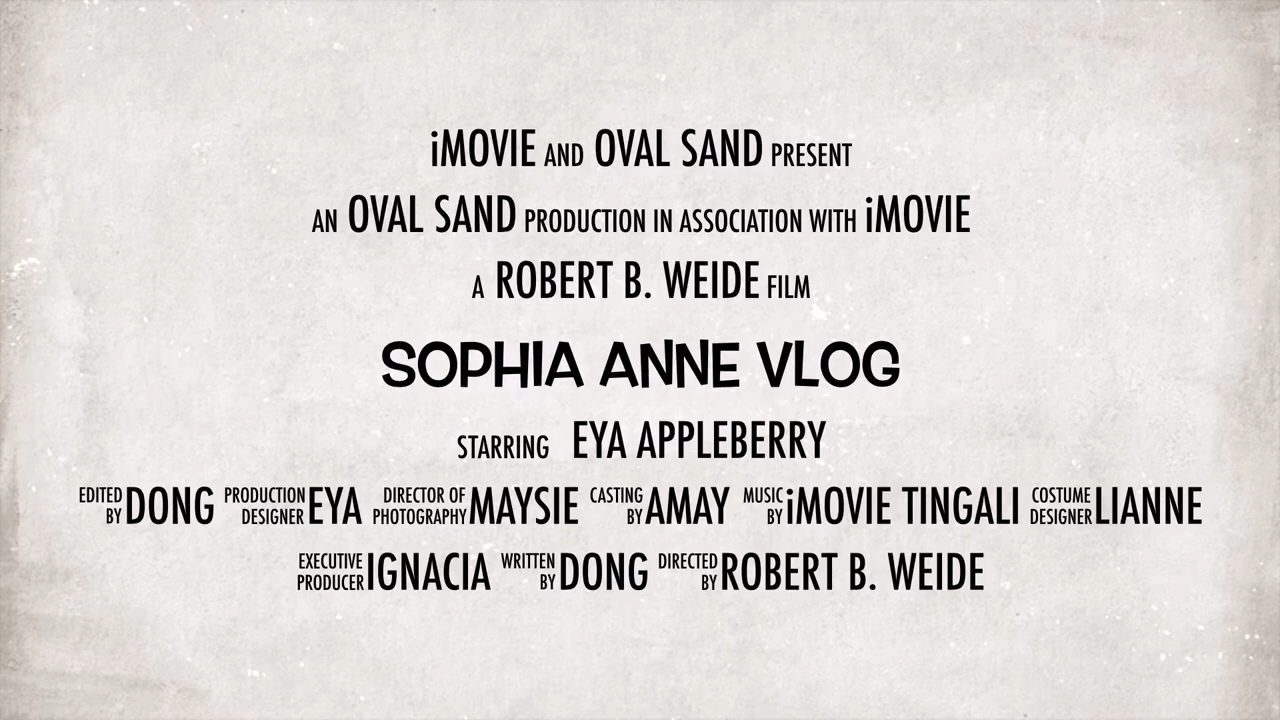 iMOVIE AND OVAL SAND PRESENT
AN OVAL SAND PRODUCTION IN ASSOCIATION WITH iMOVIE
A ROBERT B. WEIDE FILM
SOPHIA ANNE VLOG
STARRING EYA APPLEBERRY
EDITED BY DONG PRODUCTION DESIGNER EYA DIRECTOR OF PHOTOGRAPHY MAYSIE CASTING BY AMAY MUSIC BY iMOVIE TINGALI COSTUME DESIGNER LIANNE
EXECUTIVE PRODUCER IGNACIA WRITTEN BY DONG DIRECTED BY ROBERT B. WEIDE